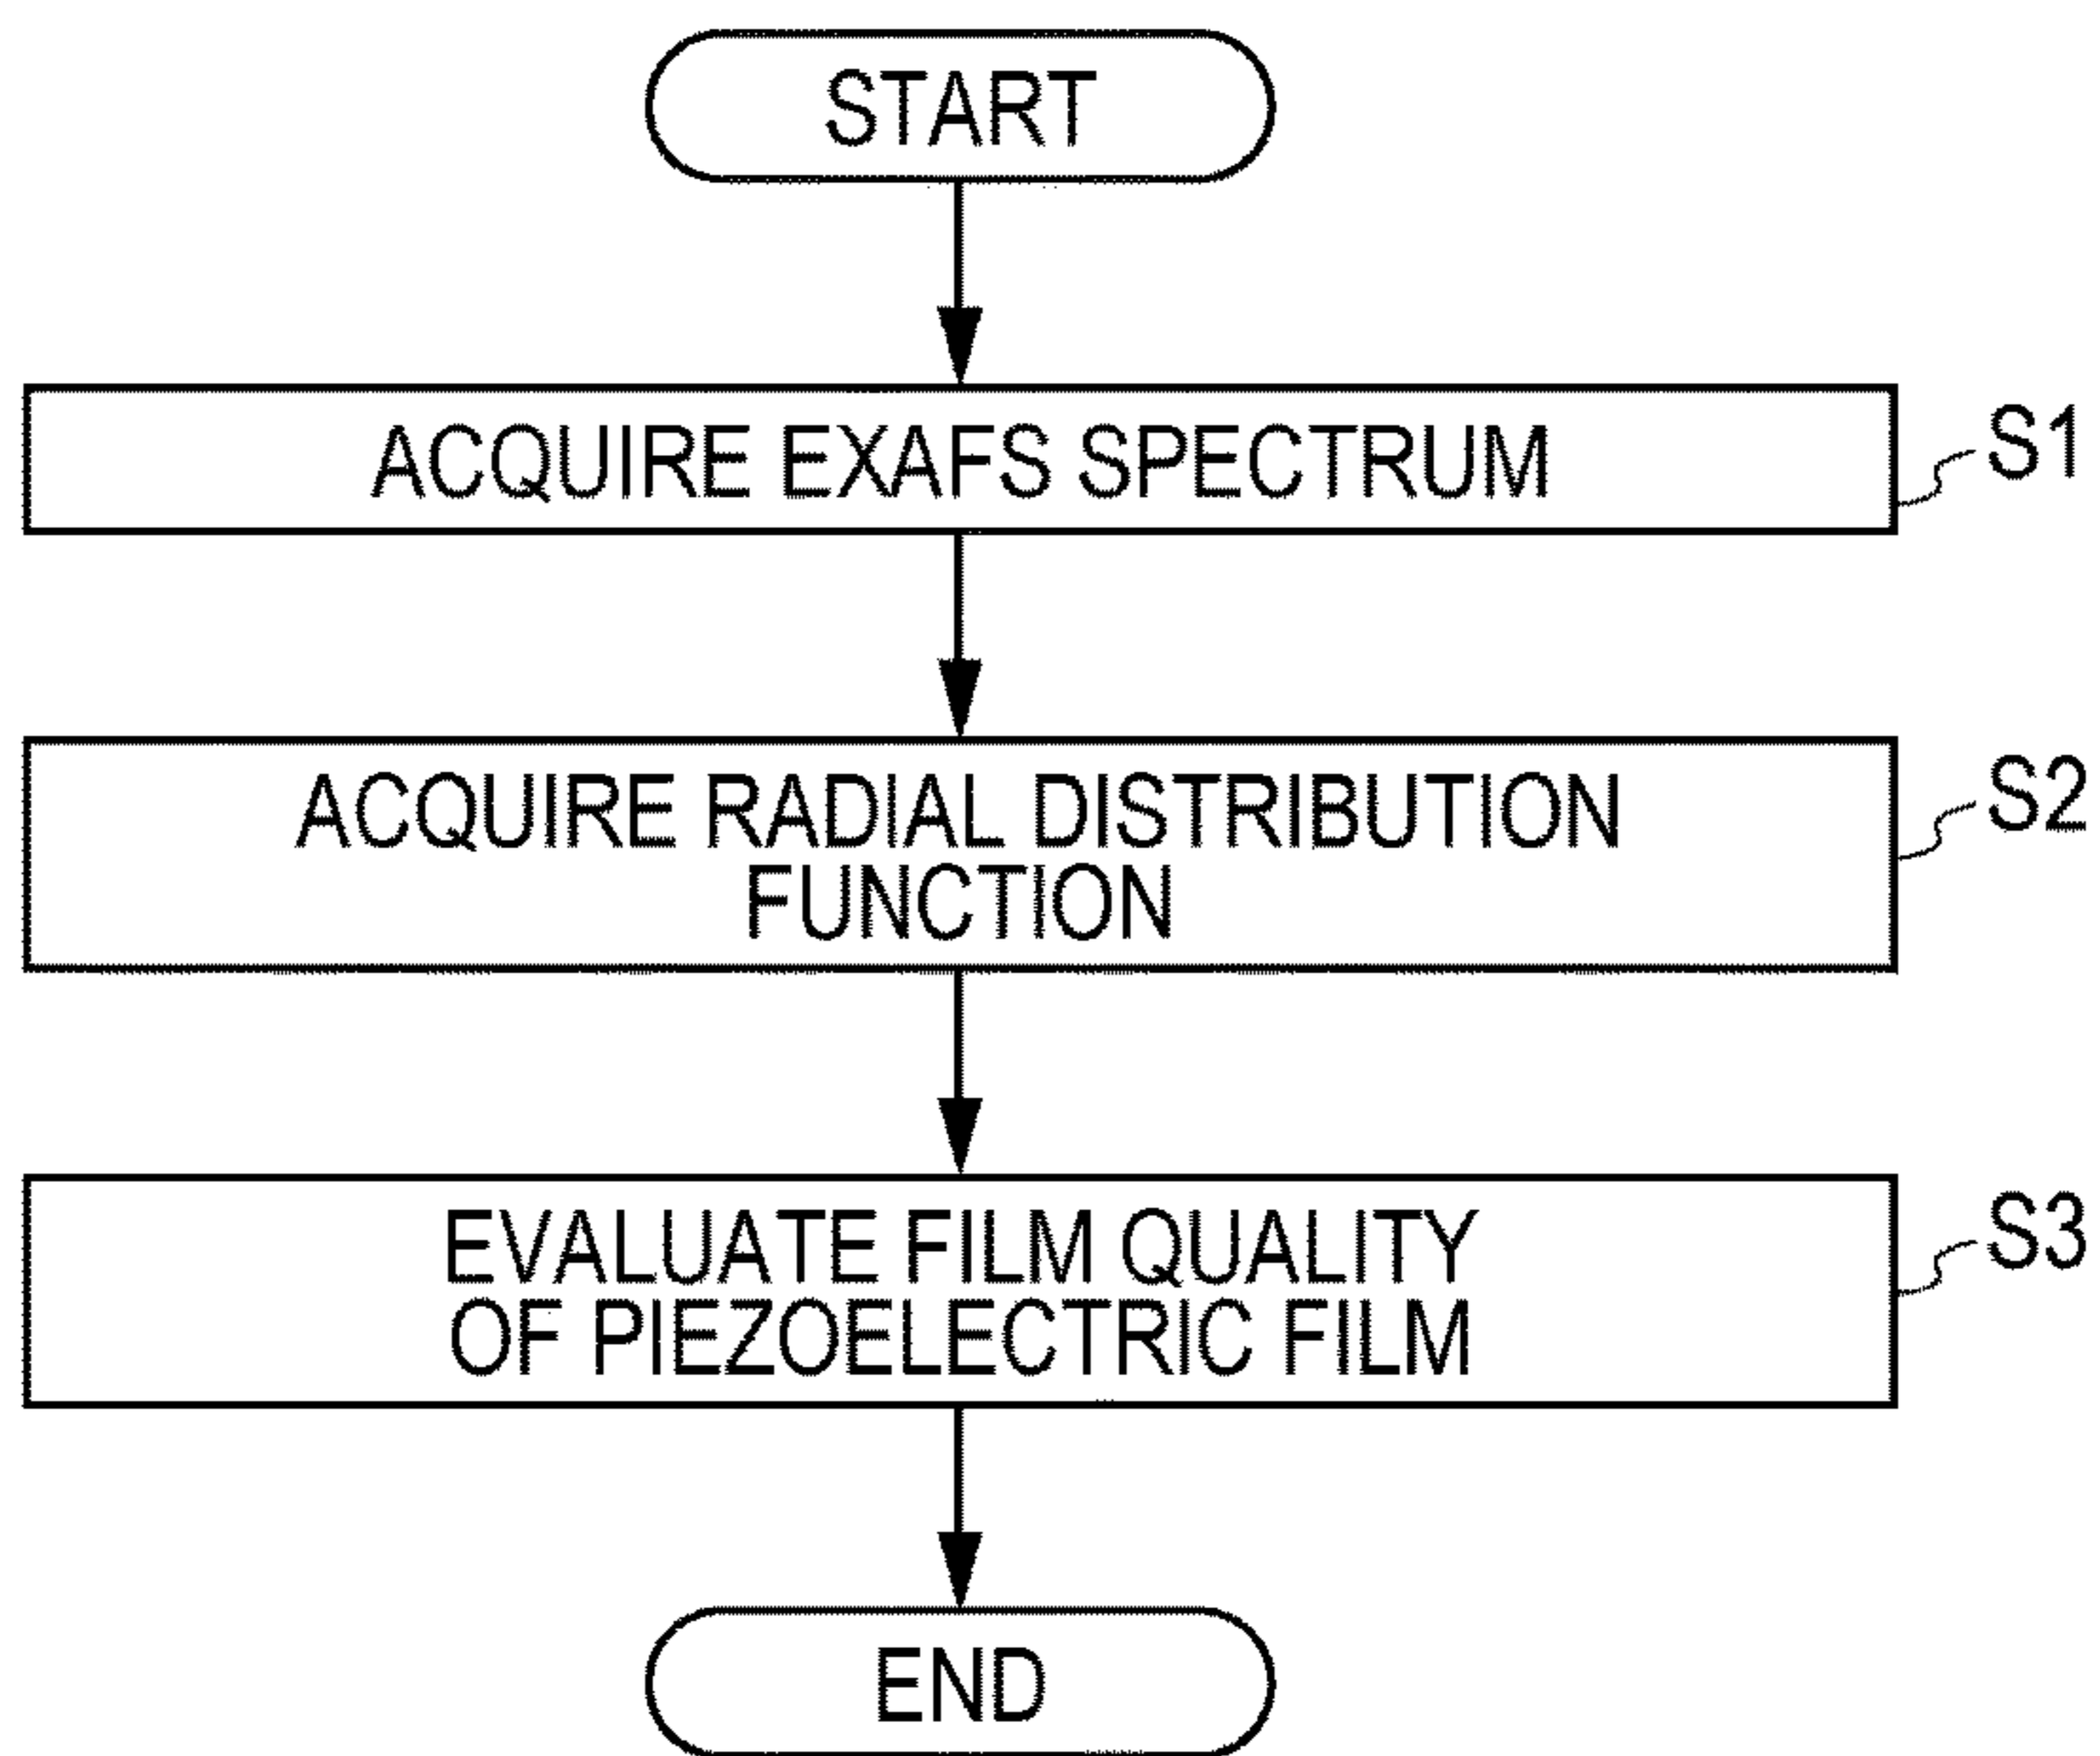 START
ACQUIRE EXAFS SPECTRUM
S1
ACQUIRE RADIAL DISTRIBUTION
FUNCTION
S2
EVALUATE FILM QUALITY
OF PIEZOELECTRIC FILM
S3
END